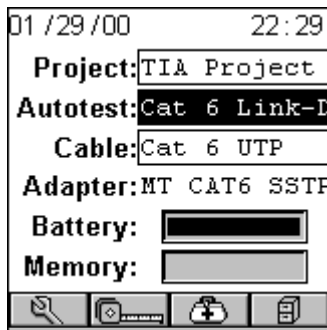 01/29/00 22:29
Project: TIA Project
Autotest: Cat 6 Link-
Cable: Cat 6 UTP
Adapter: MT CAT6 SSTP
Battery:
Memory: